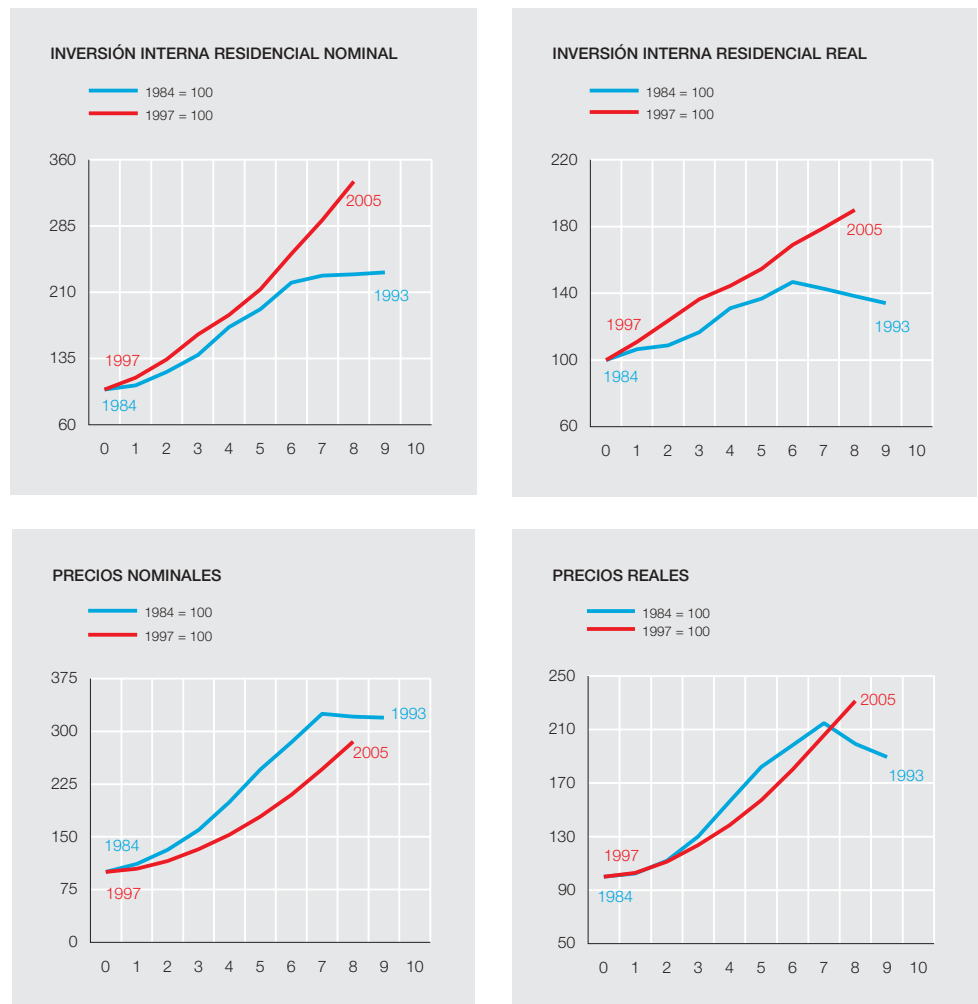 INVERSIÓN INTERNA RESIDENCIAL NOMINAL
1984 = 100
1997 = 100
360
285
210
135
60
2005
1993
1997
1984
0 1 2 3 4 5 6 7 8 9 10
INVERSIÓN INTERNA RESIDENCIAL REAL
1984 = 100
1997 = 100
220
180
140
100
60
2005
1997
1993
1984
0 1 2 3 4 5 6 7 8 9 10
PRECIOS NOMINALES
1984 = 100
1997 = 100
375
300
225
150
75
0
1993
2005
1984
1997
0 1 2 3 4 5 6 7 8 9 10
PRECIOS REALES
1984 = 100
1997 = 100
250
210
170
130
90
50
2005
1993
1997
1984
0 1 2 3 4 5 6 7 8 9 10